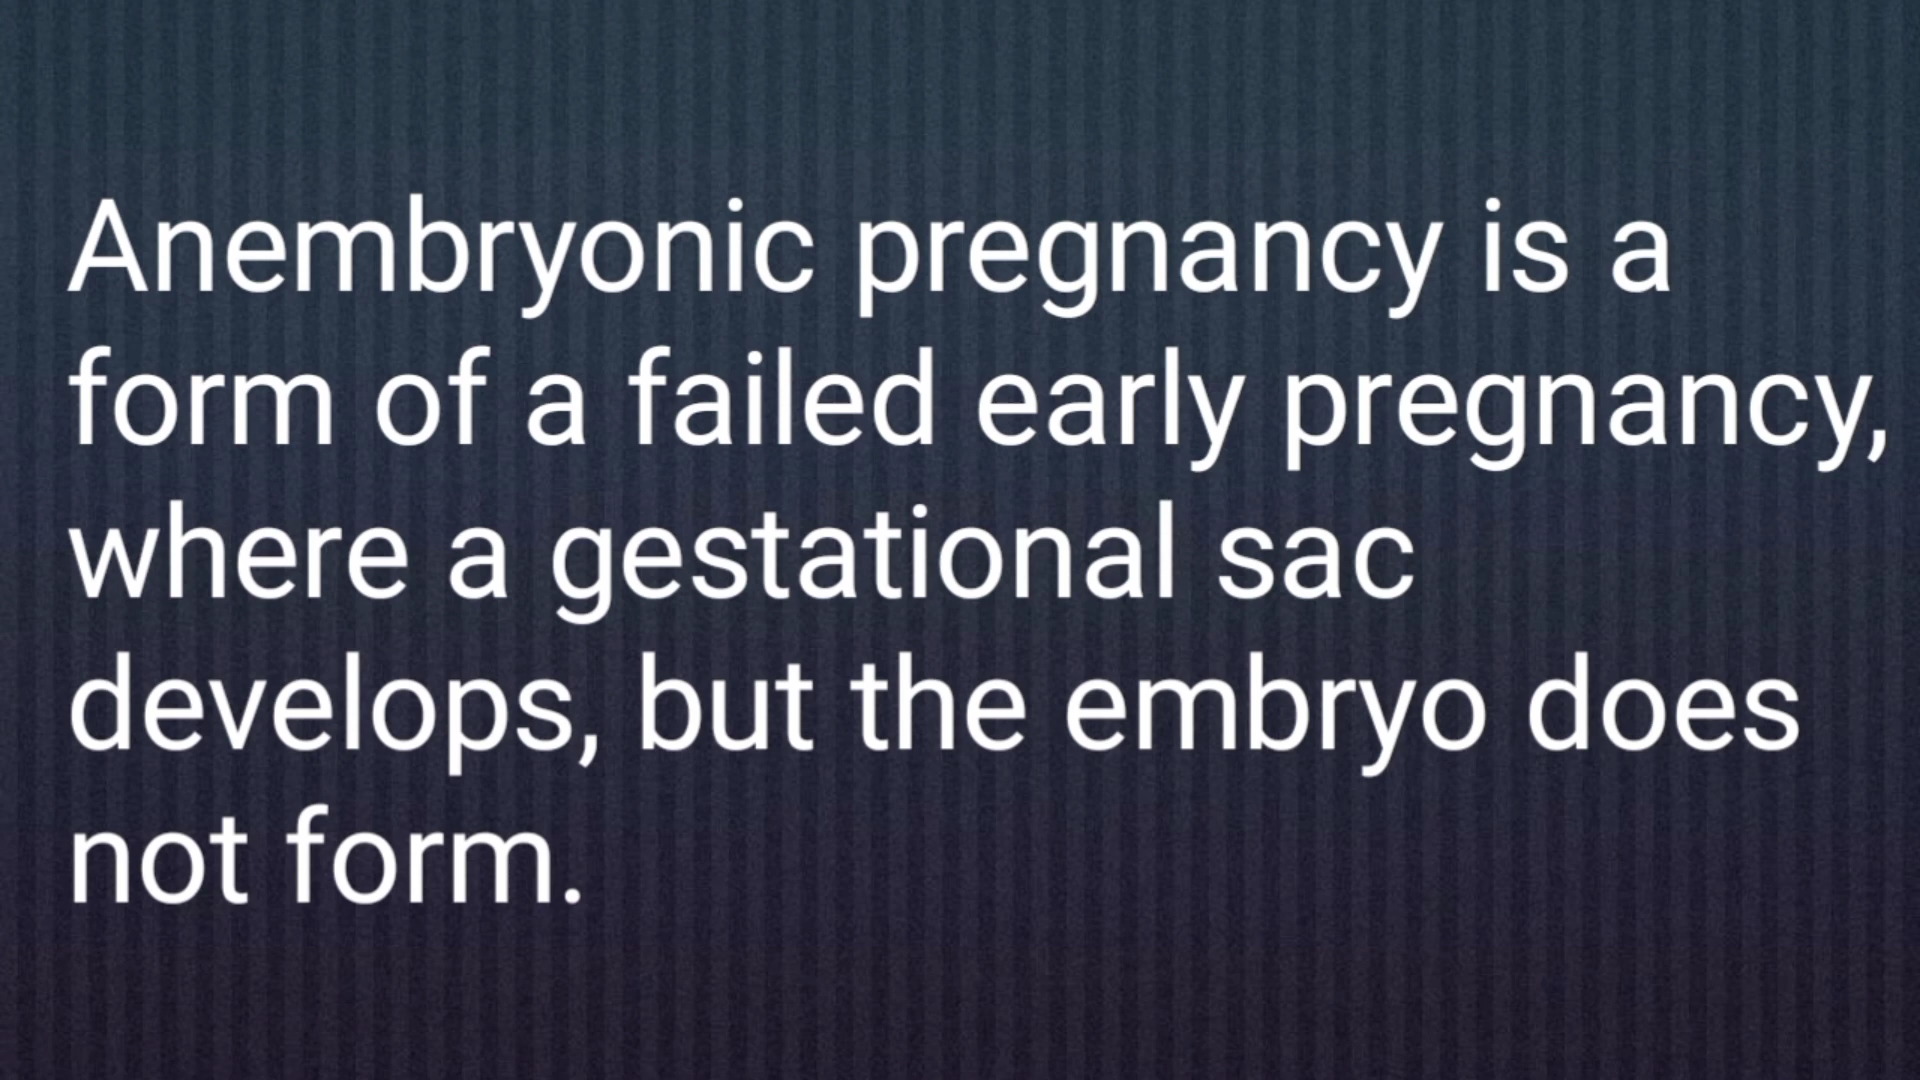 Anembryonic pregnancy is a
form of a failed early pregnancy,
where a gestational sac
develops, but the embryo does
not form.